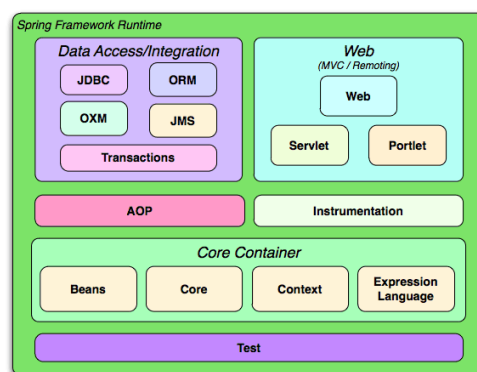 Spring Framework Runtime
Data Access/Integration
JDBC
ORM
OXM
JMS
Transactions
Web
(MVC / Remoting)
Web
Servlet
Portlet
AOP
Instrumentation
Core Container
Beans
Core
Context
Expression
Language
Test